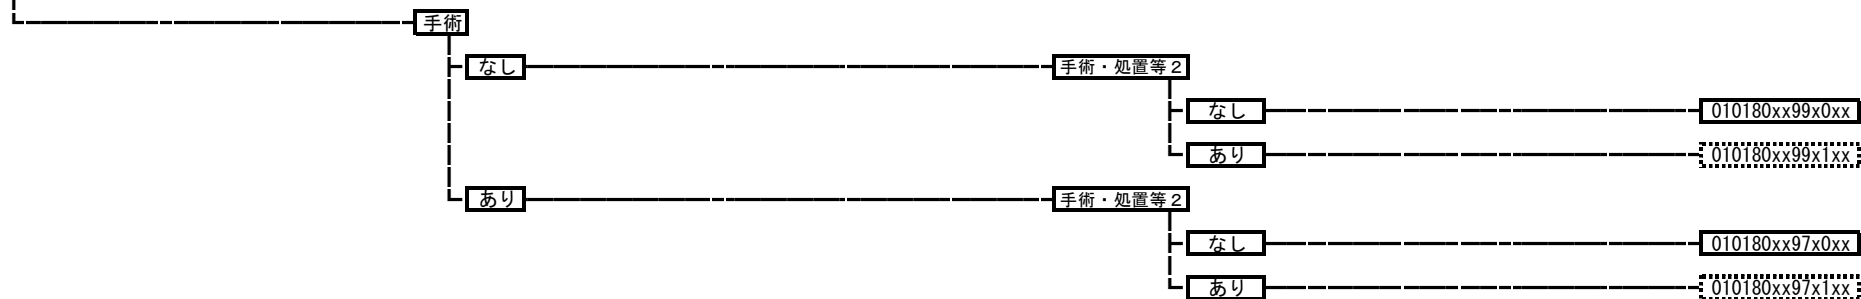 手術
なし 手術・処置等２
なし 010180xx99x0xx
あり 010180xx99x1xx
あり 手術・処置等２
なし 010180xx97x0xx
あり 010180xx97x1xx